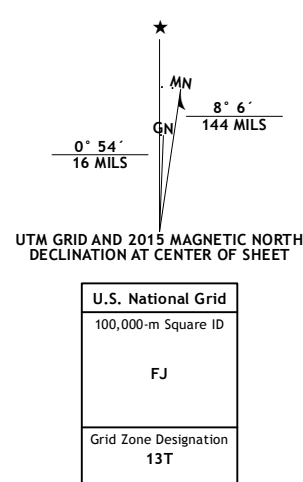 ★
MN
8° 6´
144 MILS
GN
0° 54´
16 MILS
UTM GRID AND 2015 MAGNETIC NORTH
DECLINATION AT CENTER OF SHEET
U.S. National Grid
100,000-m Square ID
FJ
Grid Zone Designation
13T